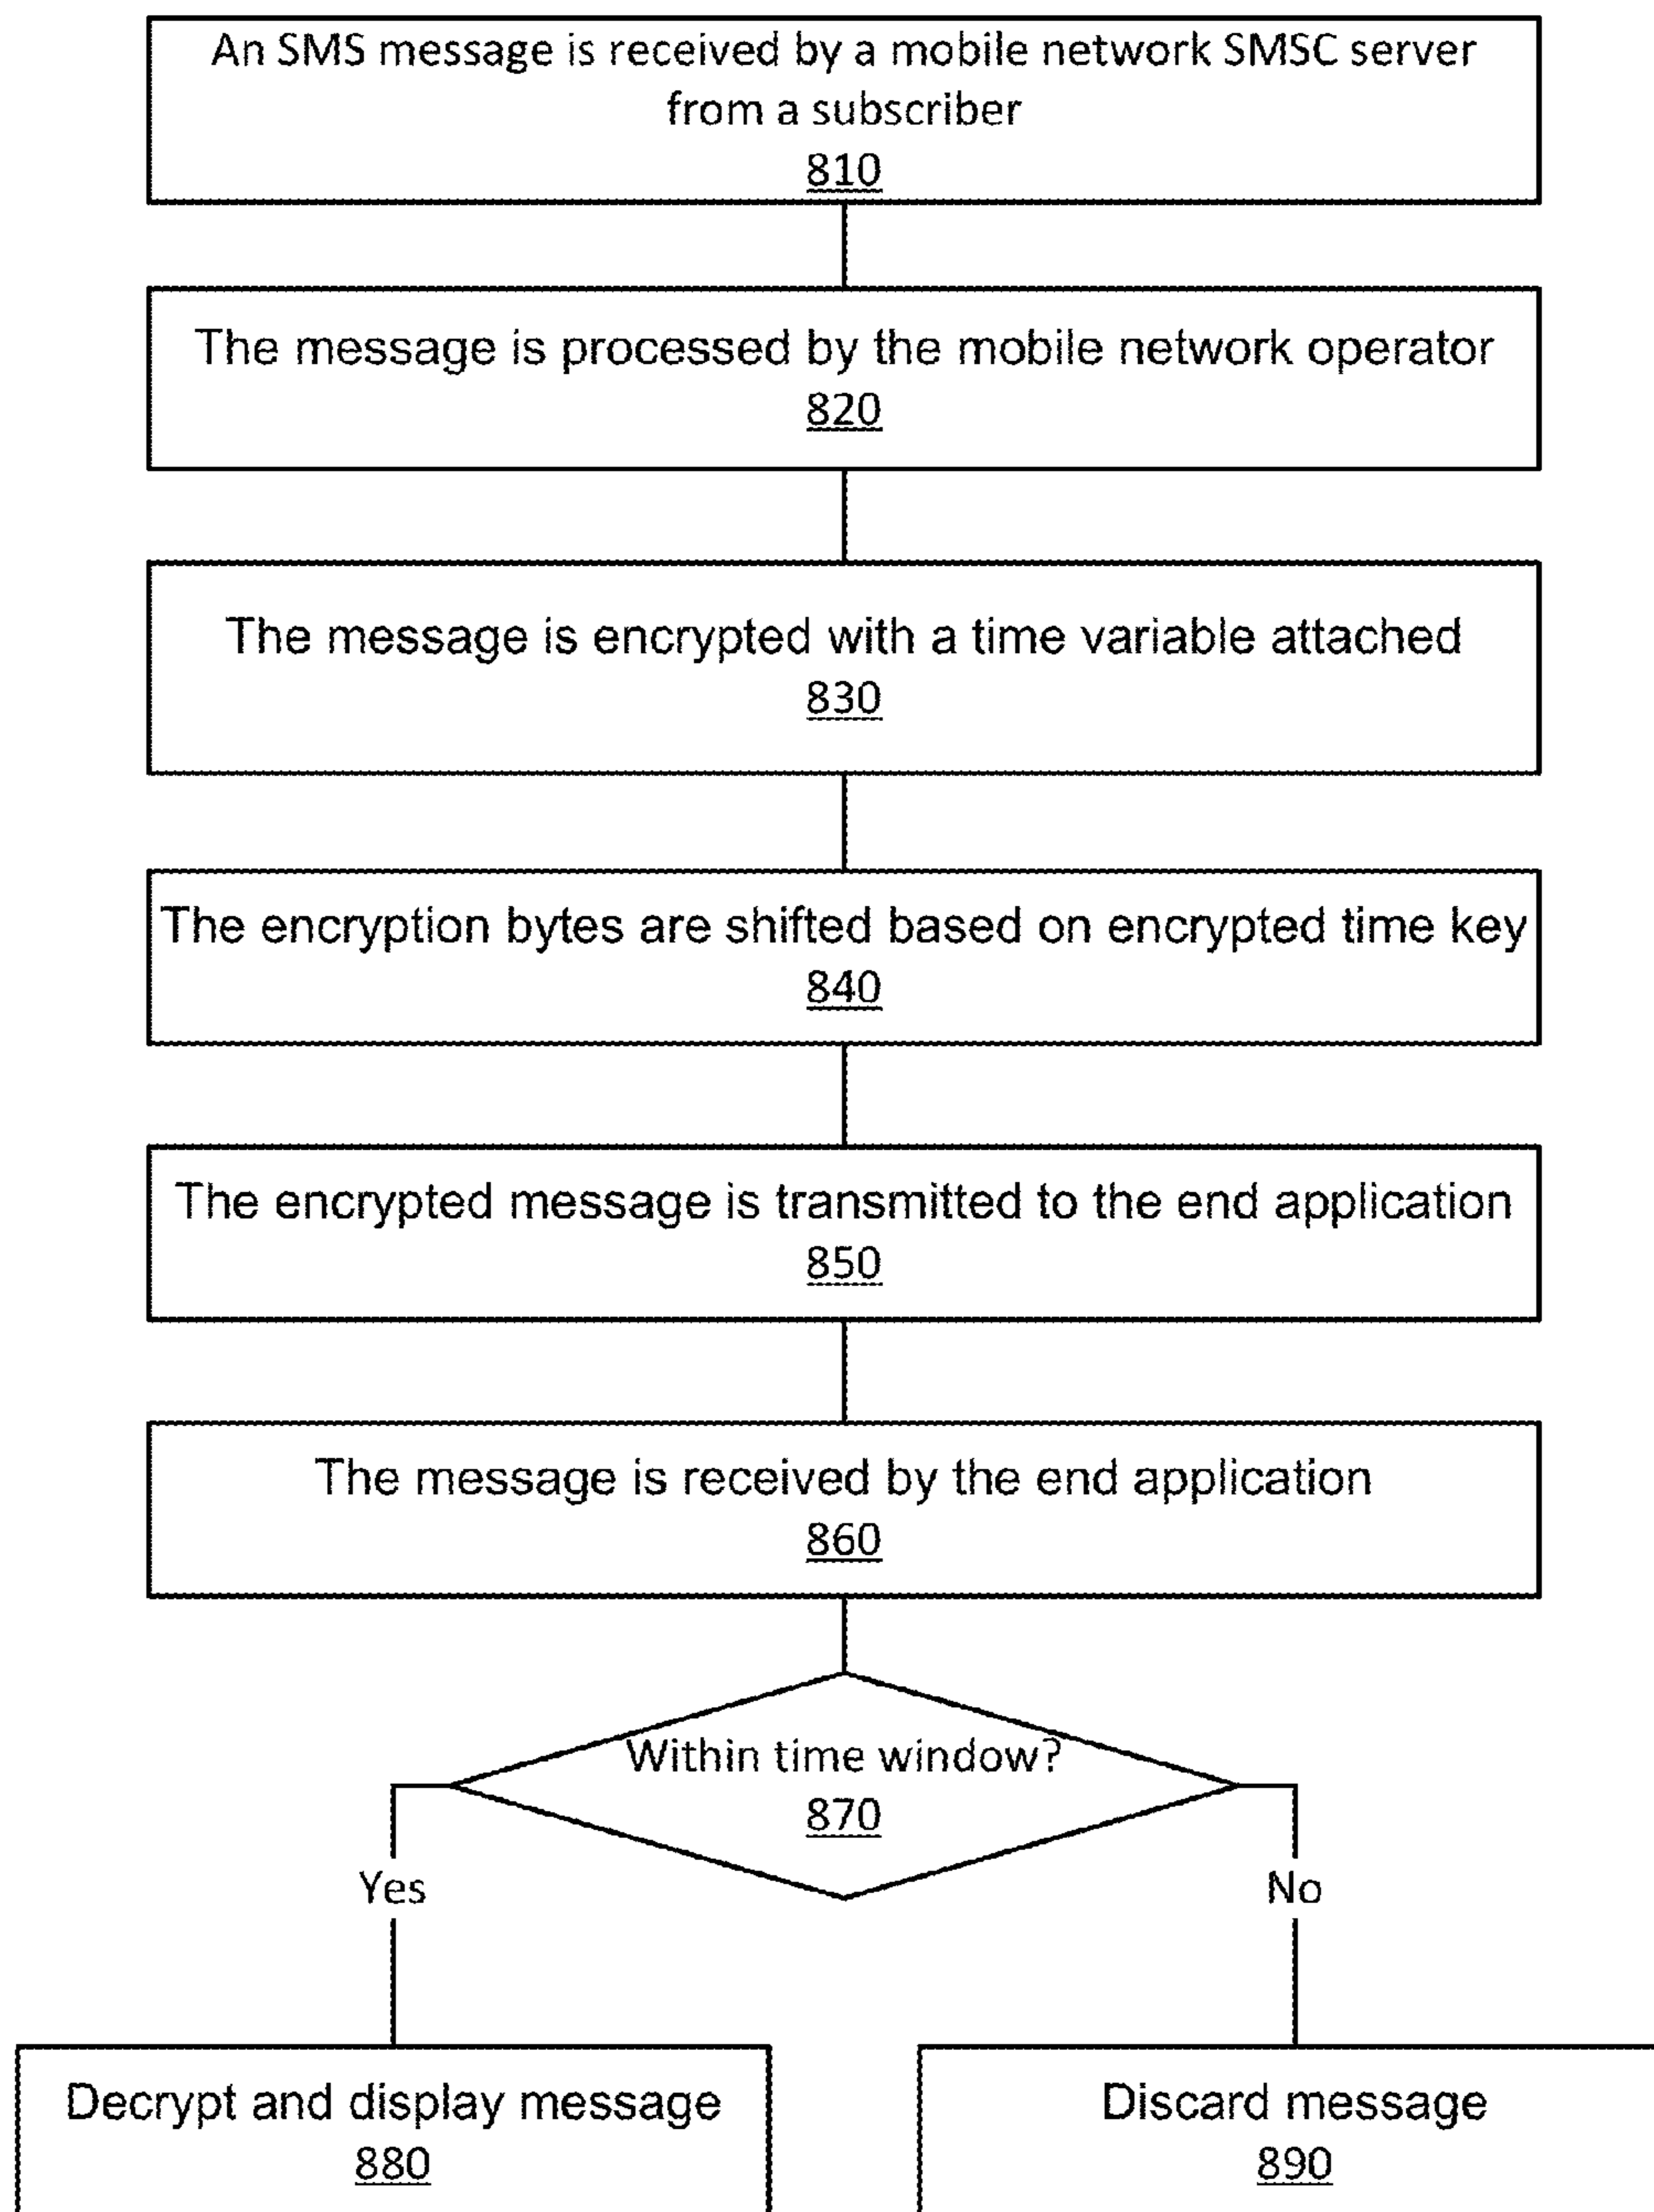 An SMS message is received by a mobile network SMSC server
from a subscriber
810
The message is processed by the mobile network operator
820
The message is encrypted with a time variable attached
830
The encryption bytes are shifted based on encrypted time key
840
The encrypted message is transmitted to the end application
850
The message is received by the end application
860
Within time window?
870
Yes
No
Decrypt and display message
880
Discard message
890